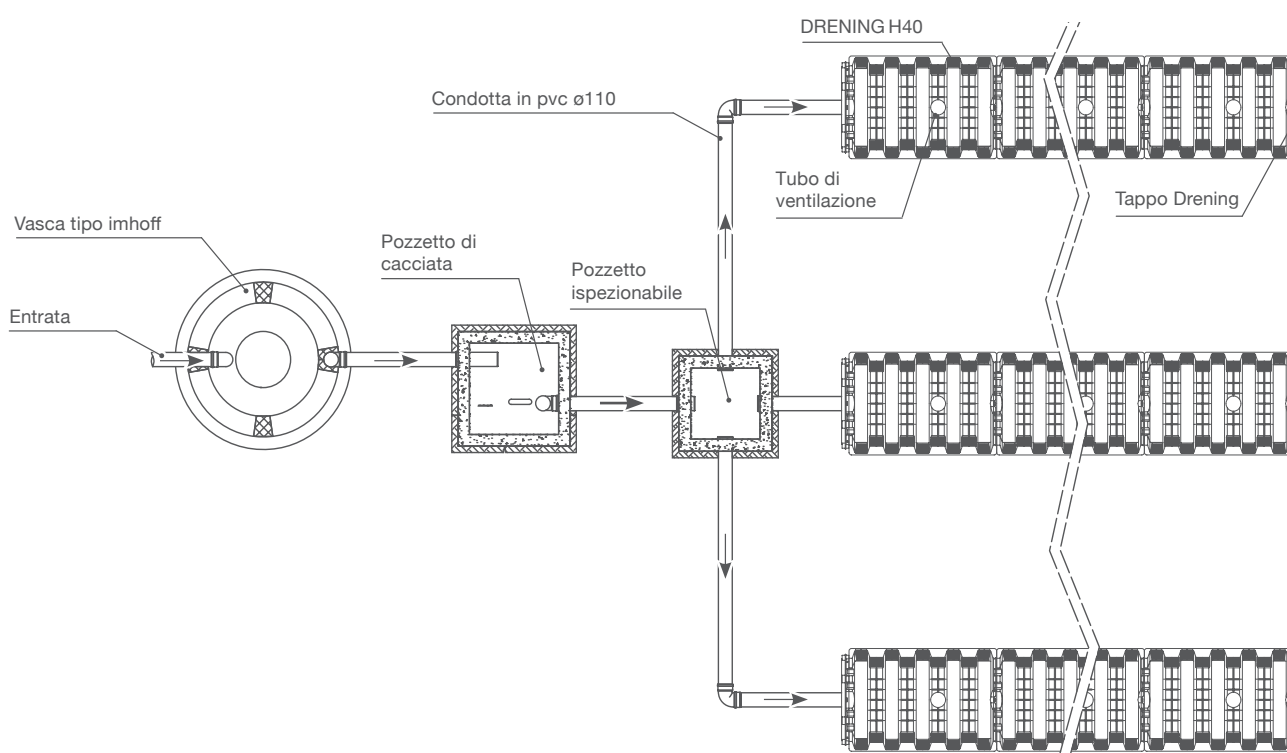 DRENING H40
Condotta in pvc ø110
Tubo di
ventilazione
Tappo Drening
Vasca tipo imhoff
Pozzetto di
cacciata
Pozzetto
ispezionabile
Entrata